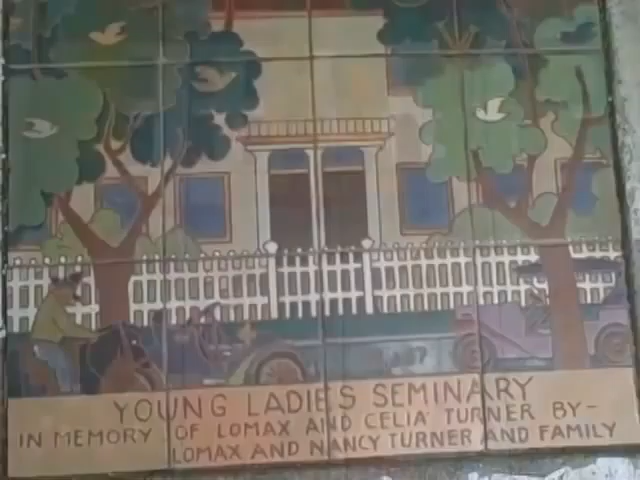 YOUNG LADIES SEMINARY
IN MEMORY OF LOMAX AND CELIA TURNER BY-
LOMAX AND NANCY TURNER AND FAMILY